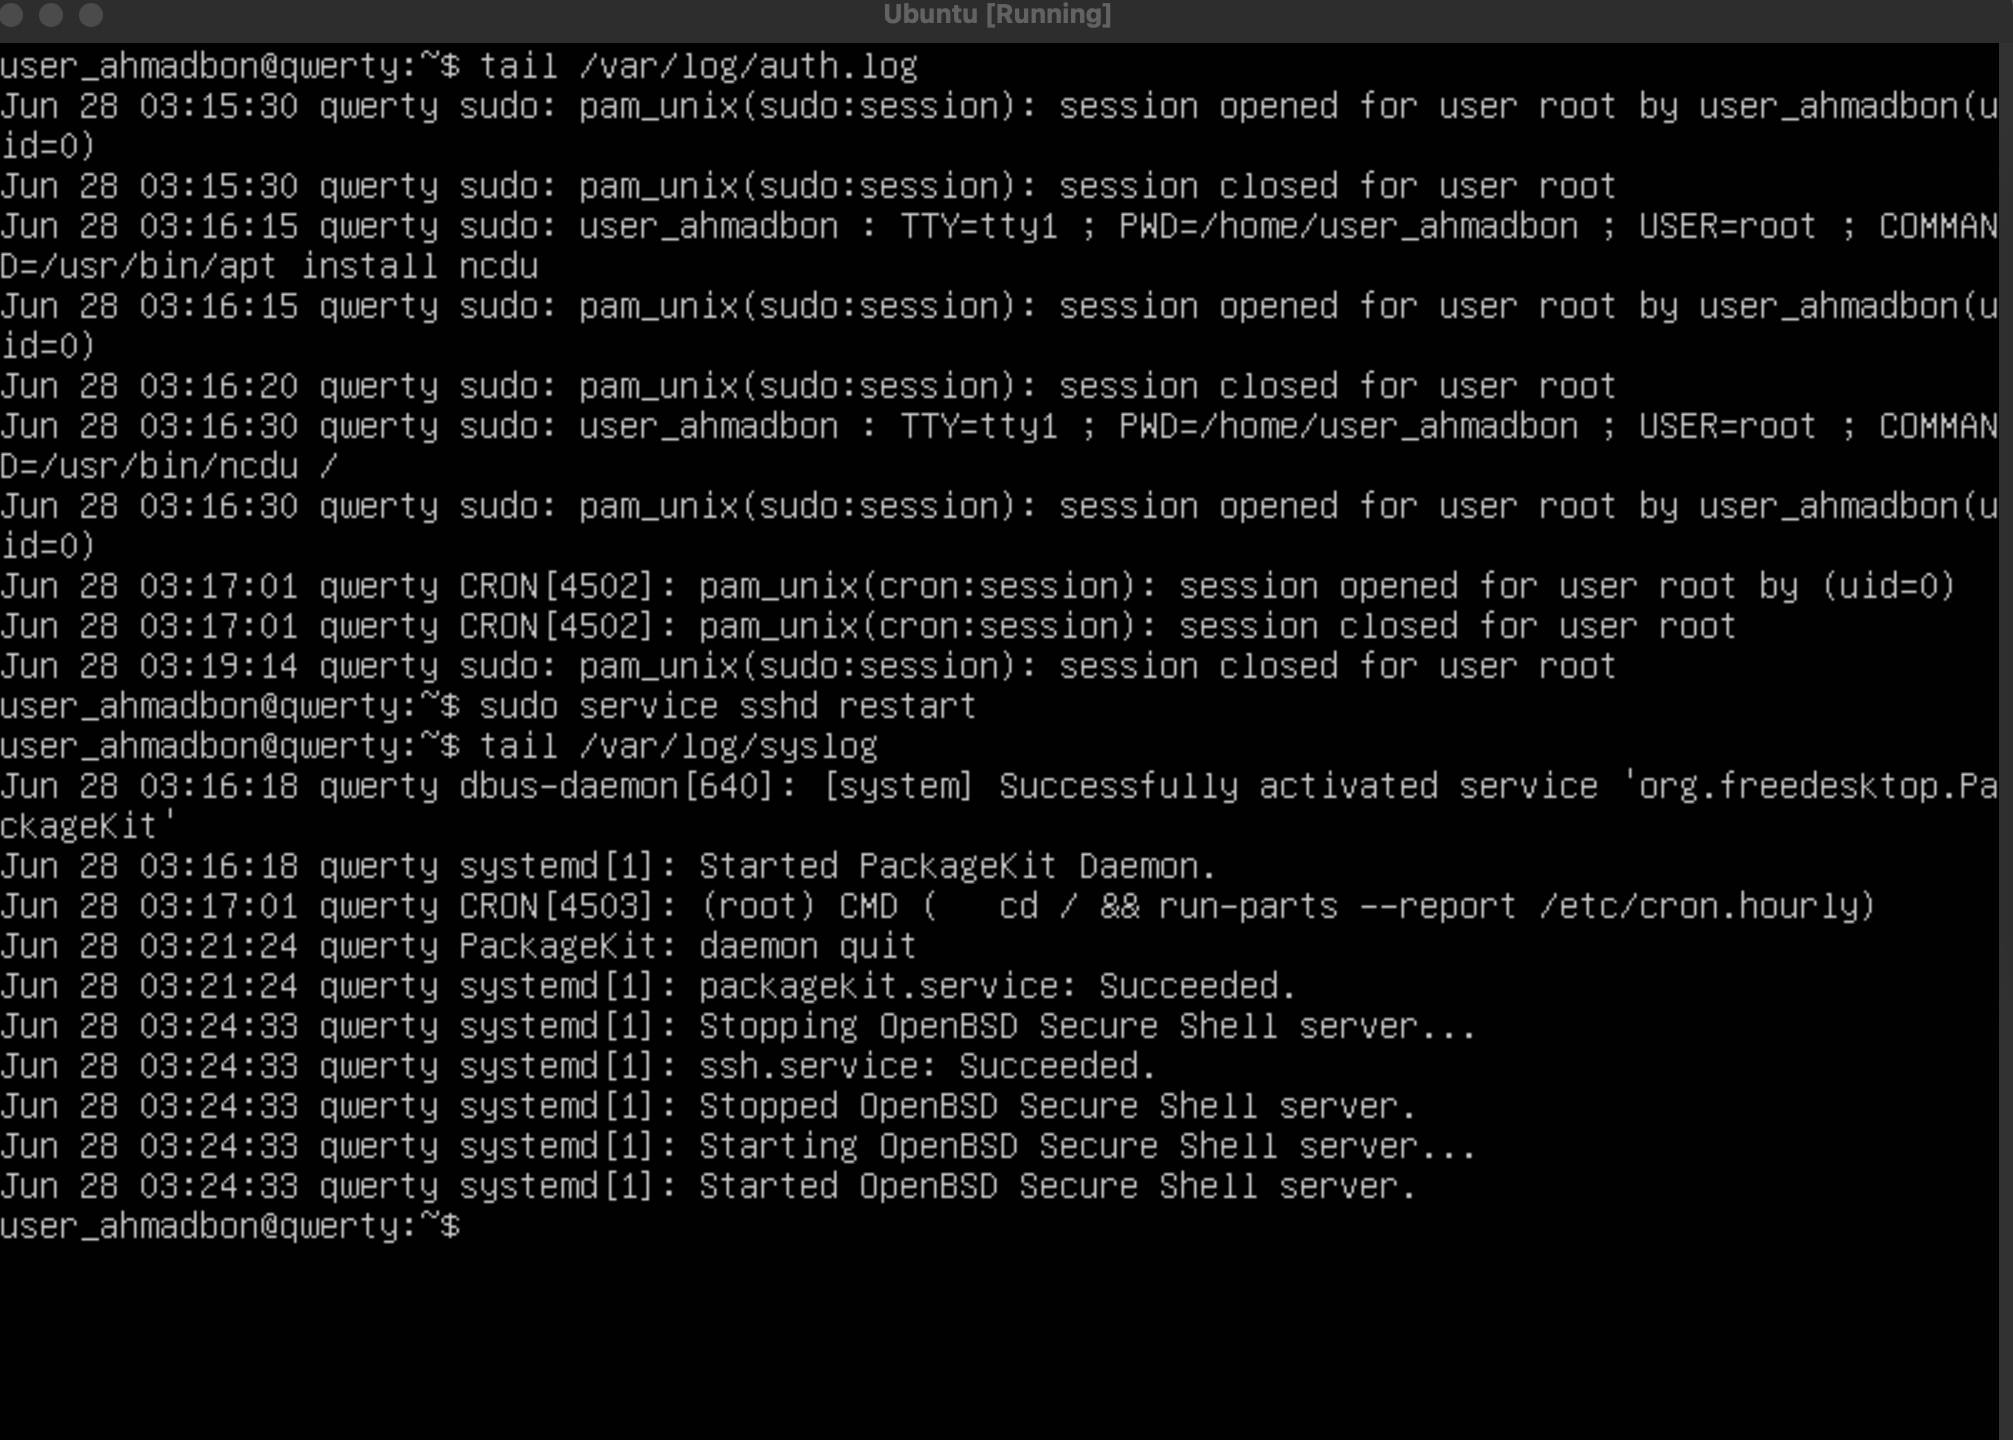 Ubuntu [Running]
user_ahmadbon@qwerty:~$ tail /var/log/auth.log
Jun 28 03:15:30 qwerty sudo: pam_unix(sudo:session): session opened for user root by user_ahmadbon(u
id=0)
Jun 28 03:15:30 qwerty sudo: pam_unix(sudo:session): session closed for user root
Jun 28 03:16:15 qwerty sudo: user_ahmadbon : TTY=tty1 ; PWD=/home/user_ahmadbon ; USER=root ; COMMAN
D=/usr/bin/apt install ncdu
Jun 28 03:16:15 qwerty sudo: pam_unix(sudo:session): session opened for user root by user_ahmadbon(u
id=0)
Jun 28 03:16:20 qwerty sudo: pam_unix(sudo:session): session closed for user root
Jun 28 03:16:30 qwerty sudo: user_ahmadbon : TTY=tty1 ; PWD=/home/user_ahmadbon ; USER=root ; COMMAN
D=/usr/bin/ncdu /
Jun 28 03:16:30 qwerty sudo: pam_unix(sudo:session): session opened for user root by user_ahmadbon(u
id=0)
Jun 28 03:17:01 qwerty CRON[4502]: pam_unix(cron:session): session opened for user root by (uid=0)
Jun 28 03:17:01 qwerty CRON[4502]: pam_unix(cron:session): session closed for user root
Jun 28 03:19:14 qwerty sudo: pam_unix(sudo:session): session closed for user root
user_ahmadbon@qwerty:~$ sudo service sshd restart
user_ahmadbon@qwerty:~$ tail /var/log/syslog
Jun 28 03:16:18 qwerty dbus-daemon[640]: [system] Successfully activated service 'org.freedesktop.Pa
ckageKit'
Jun 28 03:16:18 qwerty systemd[1]: Started PackageKit Daemon.
Jun 28 03:17:01 qwerty CRON[4503]: (root) CMD (   cd / && run-parts --report /etc/cron.hourly)
Jun 28 03:21:24 qwerty PackageKit: daemon quit
Jun 28 03:21:24 qwerty systemd[1]: packagekit.service: Succeeded.
Jun 28 03:24:33 qwerty systemd[1]: Stopping OpenBSD Secure Shell server...
Jun 28 03:24:33 qwerty systemd[1]: ssh.service: Succeeded.
Jun 28 03:24:33 qwerty systemd[1]: Stopped OpenBSD Secure Shell server.
Jun 28 03:24:33 qwerty systemd[1]: Starting OpenBSD Secure Shell server...
Jun 28 03:24:33 qwerty systemd[1]: Started OpenBSD Secure Shell server.
user_ahmadbon@qwerty:~$